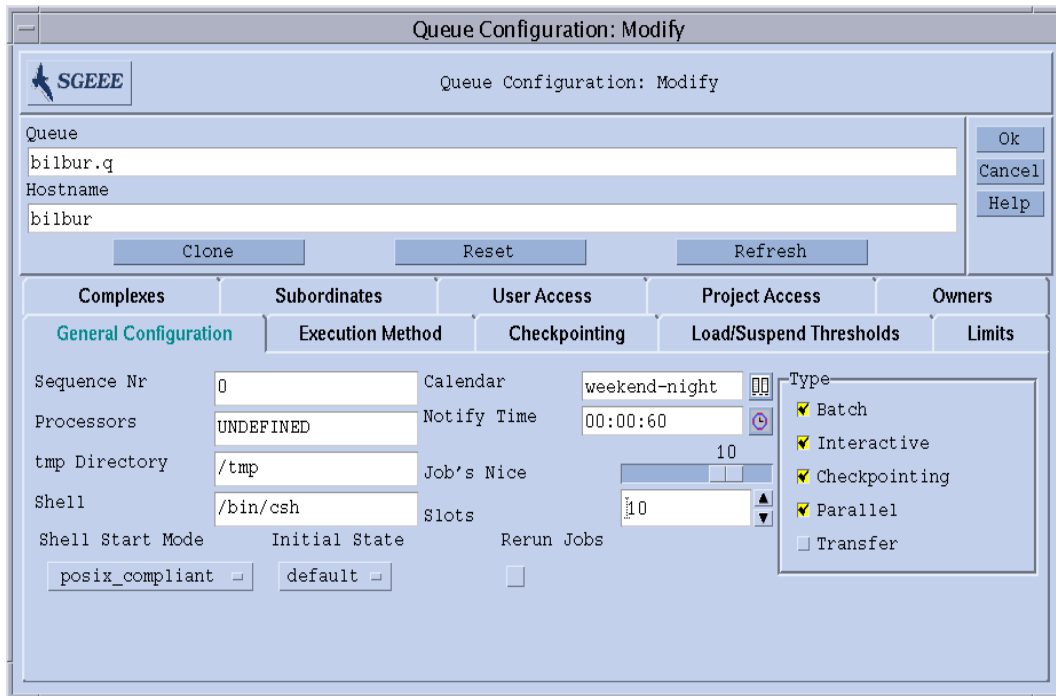 Queue Configuration: Modify
SGEEE
Queue Configuration: Modify
Queue
bilbur.q
Hostname
bilbur
Clone Reset Refresh
Ok
Cancel
Help
Complexes Subordinates User Access Project Access Owners
General Configuration Execution Method Checkpointing Load/Suspend Thresholds Limits
Sequence Nr 0
Processors UNDEFINED
tmp Directory /tmp
Shell /bin/csh
Shell Start Mode Initial State Rerun Jobs
posix_compliant default
Calendar weekend-night
Notify Time 00:00:60
Job's Nice 10
Slots 10
Type
Batch
Interactive
Checkpointing
Parallel
Transfer